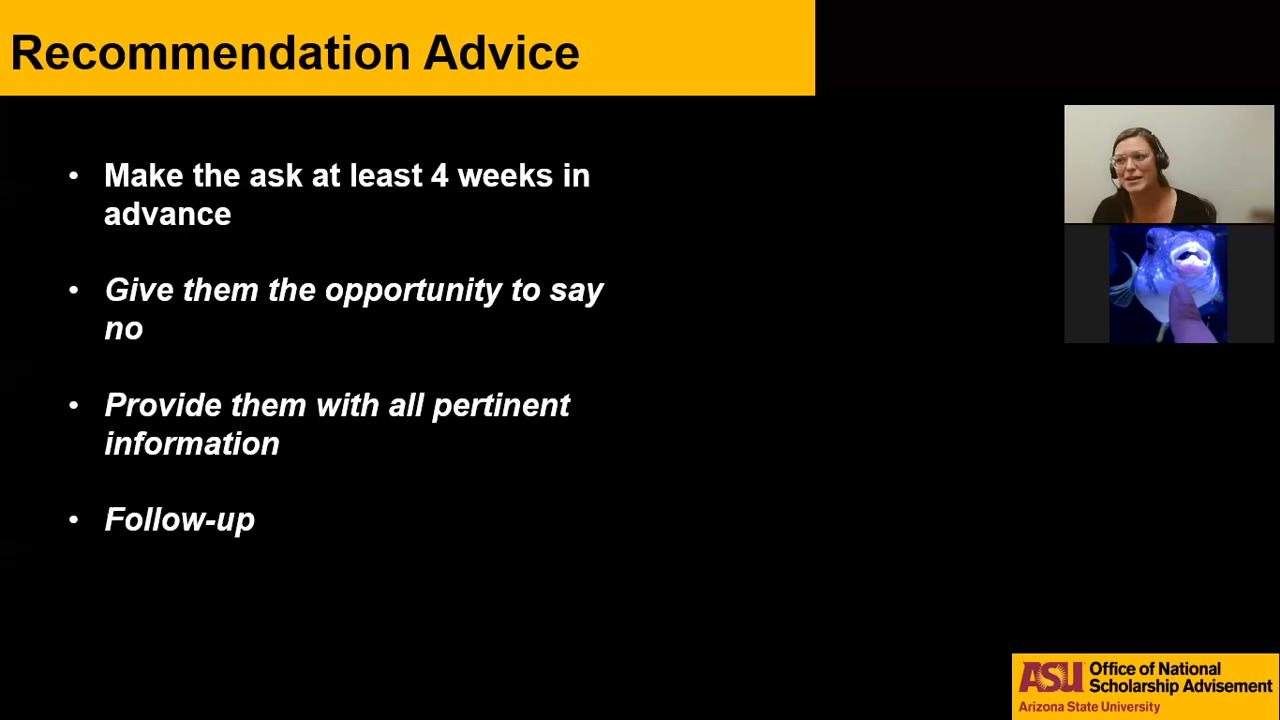 Recommendation Advice
• Make the ask at least 4 weeks in
advance
• Give them the opportunity to say
no
• Provide them with all pertinent
information
• Follow-up
ASU Office of National
Scholarship Advisement
Arizona State University